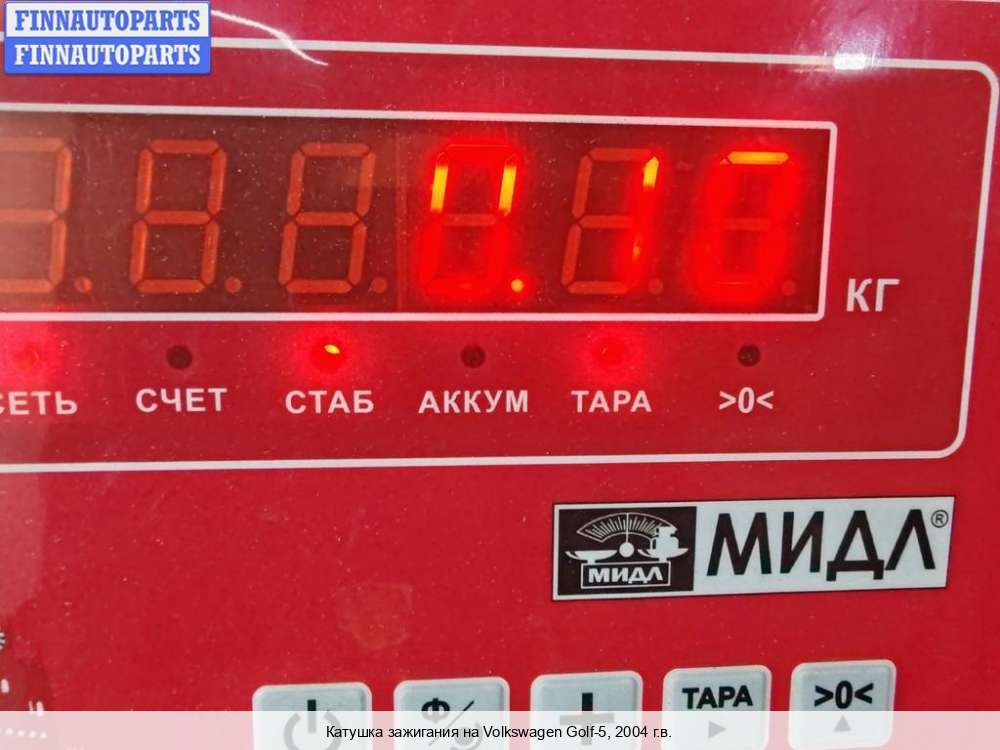 FINNAUTOPARTS
FINNAUTOPARTS
0.10
КГ
СЕТЬ СЧЕТ СТАБ АККУМ ТАРА >0<
МИДЛ МИДЛ®
ТАРА >0<
Катушка зажигания на Volkswagen Golf-5, 2004 г.в.